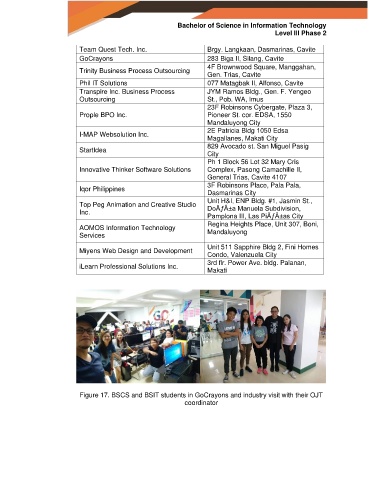 Bachelor of Science in Information Technology
Level III Phase 2
Team Quest Tech. Inc. Brgy. Langkaan, Dasmarinas, Cavite
GoCrayons 283 Biga II, Silang, Cavite
Trinity Business Process Outsourcing 4F Brownwood Square, Manggahan,
Gen. Trias, Cavite
Phil IT Solutions 077 Matagbak II, Alfonso, Cavite
Transpire Inc. Business Process JYM Ramos Bldg., Gen. F. Yengeo
Outsourcing St., Pob. WA, Imus
Prople BPO Inc. 23F Robinsons Cybergate, Plaza 3,
Pioneer St. cor. EDSA, 1550
Mandaluyong City
I-MAP Websolution Inc. 2E Patricia Bldg 1050 Edsa
Magallanes, Makati City
StartIdea 829 Avocado st. San Miguel Pasig
City
Innovative Thinker Software Solutions Ph 1 Block 56 Lot 32 Mary Cris
Complex, Pasong Camachille II,
General Trias, Cavite 4107
Iqor Philippines 3F Robinsons Place, Pala Pala,
Dasmarinas City
Top Peg Animation and Creative Studio Unit H&I, ENP Bldg. #1, Jasmin St.,
Inc. DoÃƒÂ±a Manuela Subdivision,
Pamplona III, Las PiÃƒÂ±as City
AOMOS Information Technology Regina Heights Place, Unit 307, Boni,
Services Mandaluyong
Miyens Web Design and Development Unit 511 Sapphire Bldg 2, Fini Homes
Condo, Valenzuela City
iLearn Professional Solutions Inc. 3rd flr. Power Ave. bldg. Palanan,
Makati
GC
Figure 17. BSCS and BSIT students in GoCrayons and industry visit with their OJT
coordinator